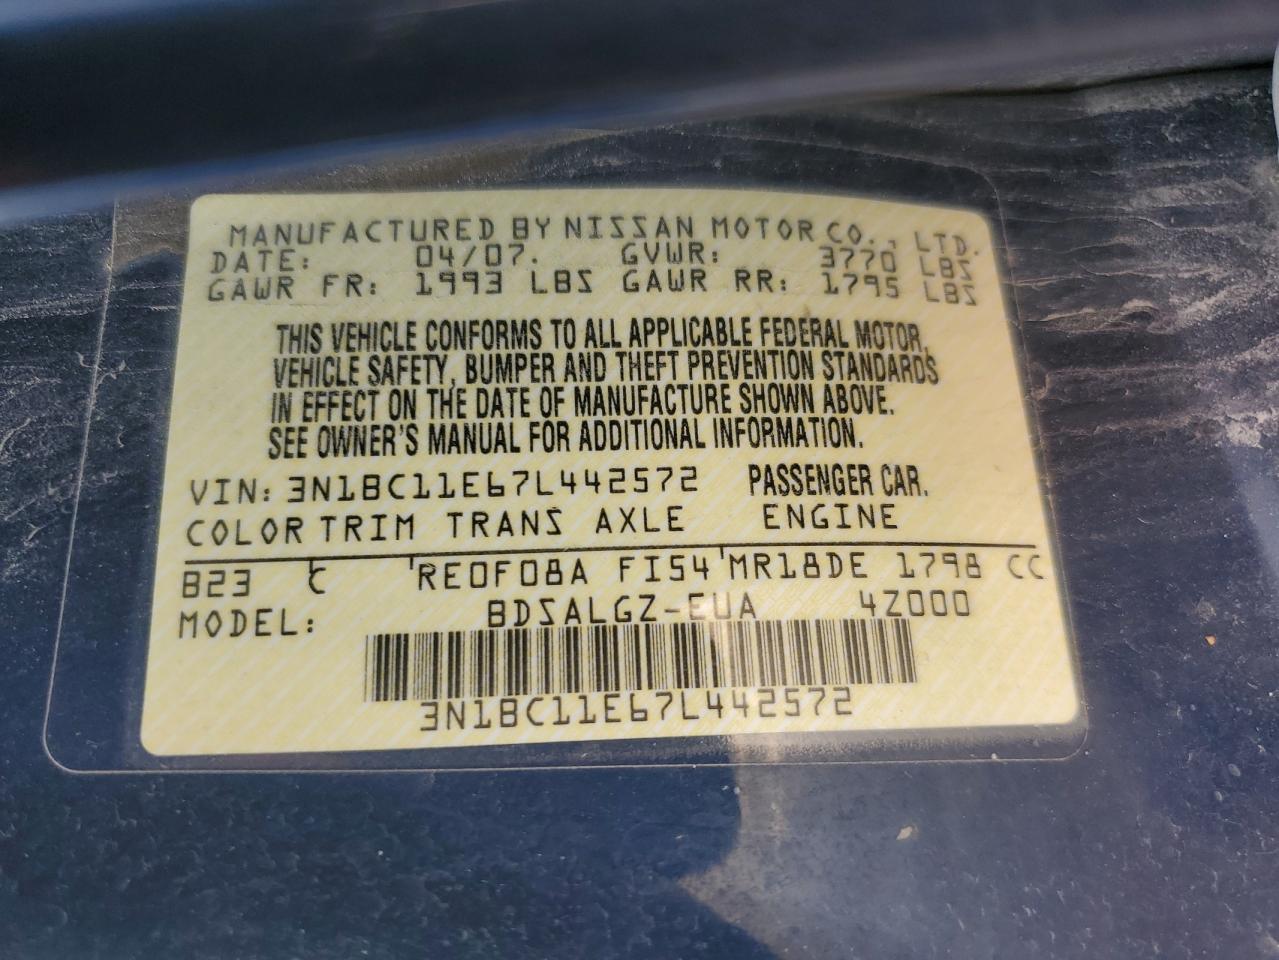 MANUFACTURED BY NISSAN MOTOR CO., LTD.
DATE: 04/07. GVWR: 3770 LBS
GAWR FR: 1993 LBS GAWR RR: 1795 LBS
THIS VEHICLE CONFORMS TO ALL APPLICABLE FEDERAL MOTOR
VEHICLE SAFETY, BUMPER AND THEFT PREVENTION STANDARDS
IN EFFECT ON THE DATE OF MANUFACTURE SHOWN ABOVE.
SEE OWNER'S MANUAL FOR ADDITIONAL INFORMATION.
VIN: 3N1BC11E67L442572 PASSENGER CAR.
COLOR TRIM TRANS AXLE ENGINE
B23 C RE0F08A FI54 MR18DE 1798 CC
MODEL: BDSALGZ-EUA 4Z000
3N1BC11E67L442572